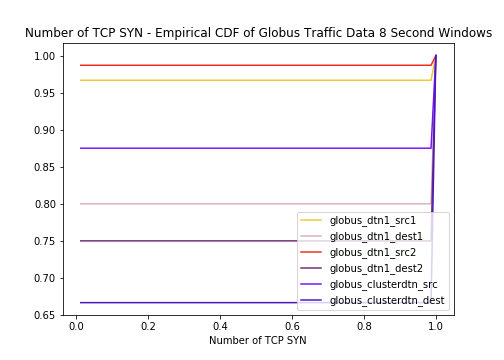 Number of TCP SYN - Empirical CDF of Globus Traffic Data 8 Second Windows
1.00
0.95
0.90
0.85
0.80
0.75
0.70
0.65
globus_dtn1_src1
globus_dtn1_dest1
globus_dtn1_src2
globus_dtn1_dest2
globus_clusterdtn_src
globus_clusterdtn_dest
0.0 0.2 0.4 0.6 0.8 1.0
Number of TCP SYN